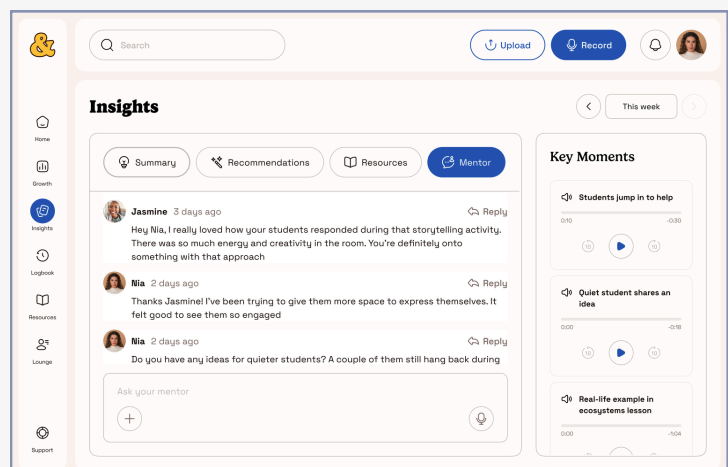 &
Search
Upload
Record
Home
Growth
Insights
Logbook
Resources
Lounge
Support
Insights
This week
Summary
Recommendations
Resources
Mentor
Jasmine 3 days ago
Reply
Hey Nia, I really loved how your students responded during that storytelling activity.
There was so much energy and creativity in the room. You're definitely onto
something with that approach
Nia 2 days ago
Reply
Thanks Jasmine! I've been trying to give them more space to express themselves. It
felt good to see them so engaged
Nia 2 days ago
Reply
Do you have any ideas for quieter students? A couple of them still hang back during
Ask your mentor
Key Moments
Students jump in to help
0:10
-0:30
10
10
Quiet student shares an
idea
0:00
-0:18
10
10
Real-life example in
ecosystems lesson
0:00
-1:04